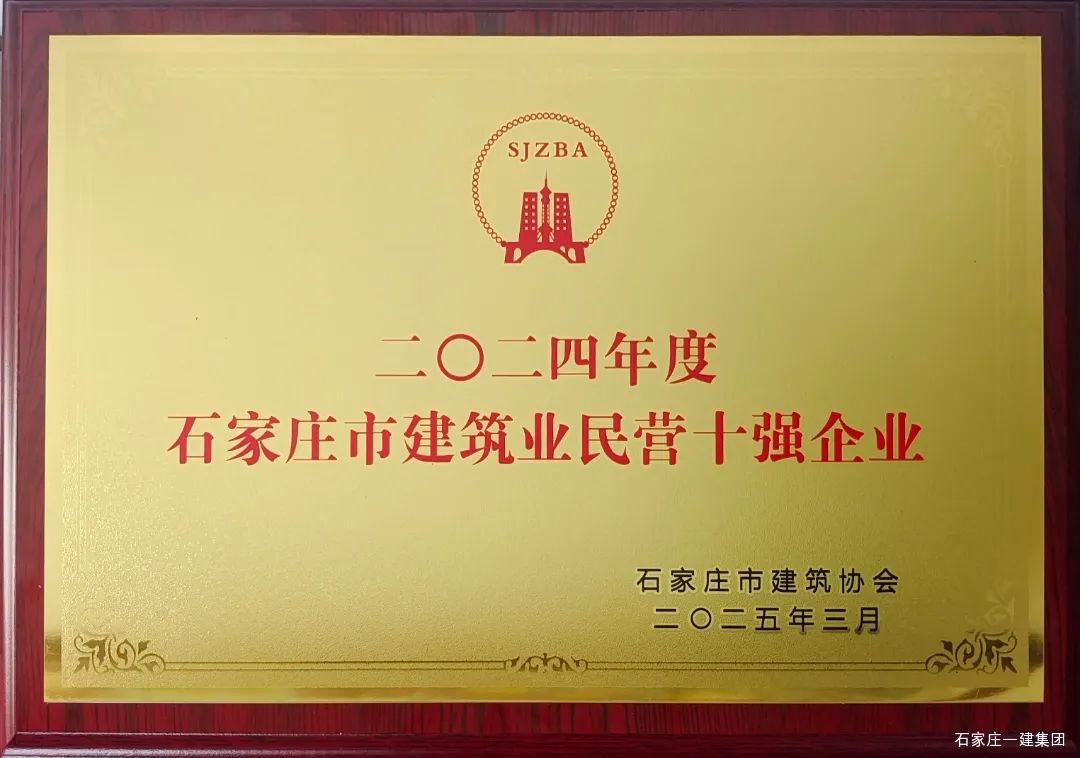 SJZBA
二〇二四年度
石家庄市建筑业民营十强企业
石家庄市建筑协会
二〇二五年三月
石家庄一建集团